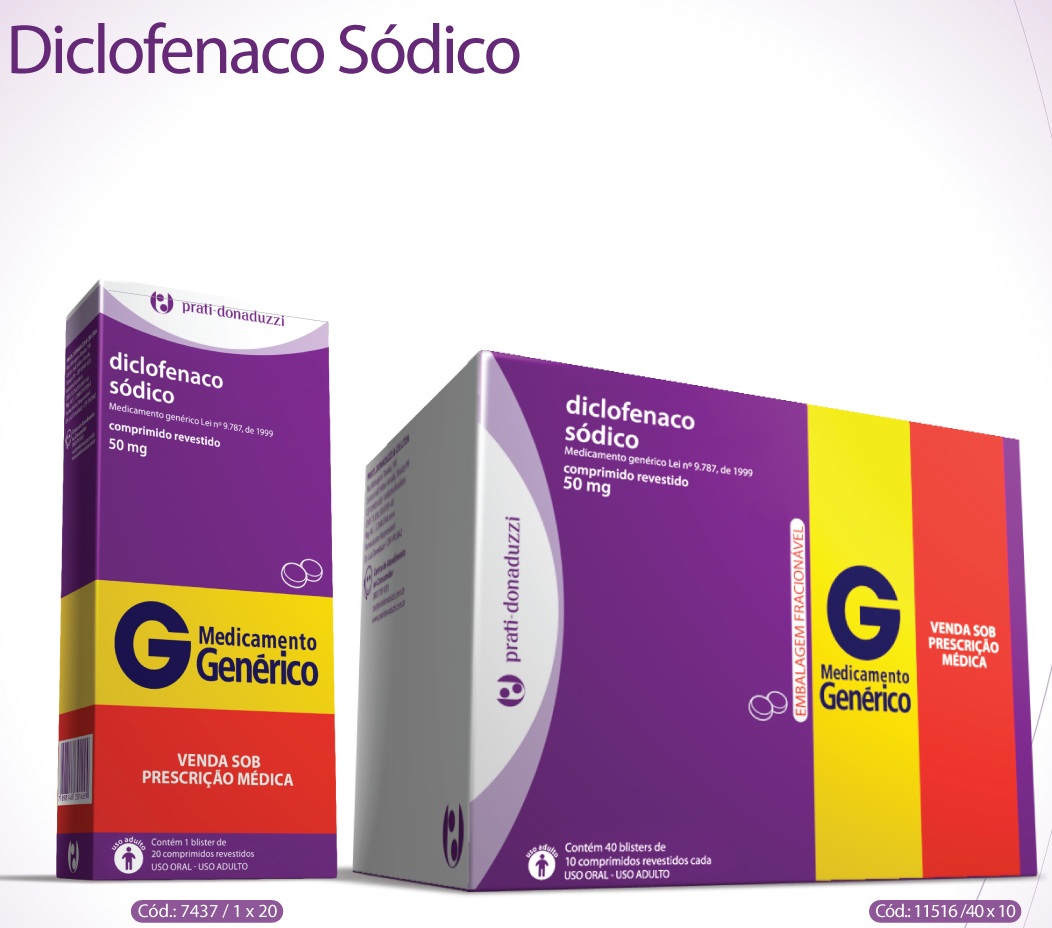 Diclofenaco Sódico
prati-donaduzzi
diclofenaco
sódico
Medicamento genérico Lei nº 9.787, de 1999
comprimido revestido
50 mg
G
Medicamento
Genérico
VENDA SOB
PRESCRIÇÃO MÉDICA
uso adulto
Contém 1 blister de
20 comprimidos revestidos
USO ORAL - USO ADULTO
Cód.: 7437 / 1 x 20
prati-donaduzzi
diclofenaco
sódico
Medicamento genérico Lei nº 9.787, de 1999
comprimido revestido
50 mg
EMBALAGEM FRACIONÁVEL
G
Medicamento
Genérico
VENDA SOB
PRESCRIÇÃO
MÉDICA
uso adulto
Contém 40 blisters de
10 comprimidos revestidos cada
USO ORAL - USO ADULTO
Cód.: 11516 /40 x 10